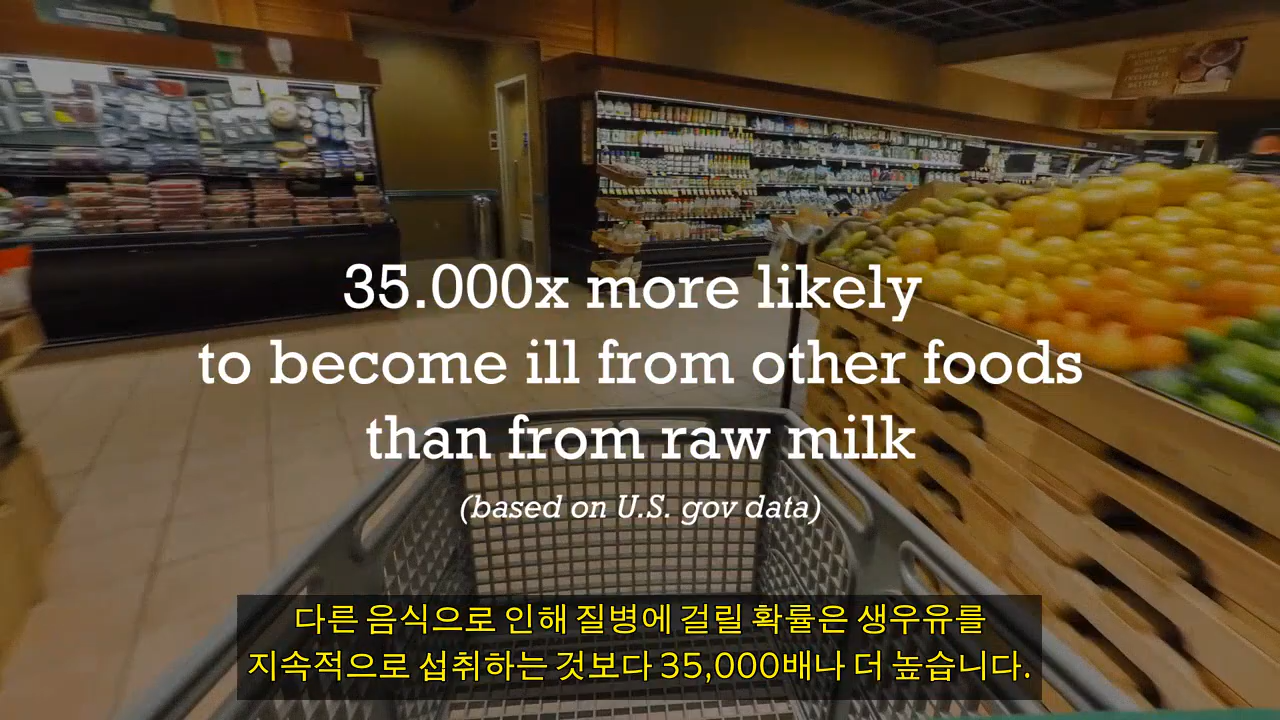 35.000x more likely
to become ill from other foods
than from raw milk
(based on U.S. gov data)
다른 음식으로 인해 질병에 걸릴 확률은 생우유를
지속적으로 섭취하는 것보다 35,000배나 더 높습니다.